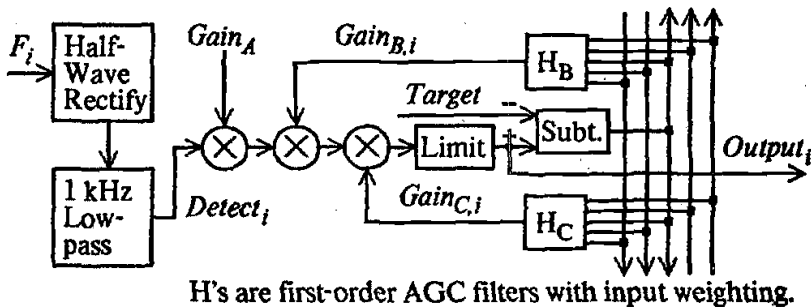 F_i
Half-
Wave
Rectify
Gain_A
Gain_B,i
H_B
Target
--
Subt.
Limit
Output_i
1 kHz
Low-
pass
Detect_i
Gain_C,i
H_C
H's are first-order AGC filters with input weighting.